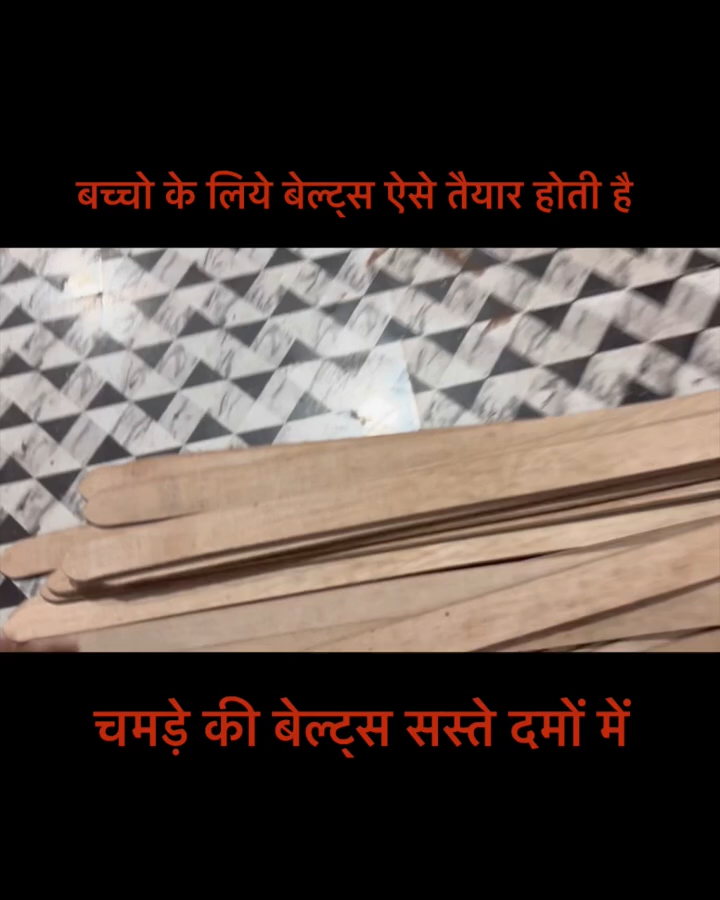 बच्चो के लिये बेल्ट्स ऐसे तैयार होती है
चमड़े की बेल्ट्स सस्ते दमों में